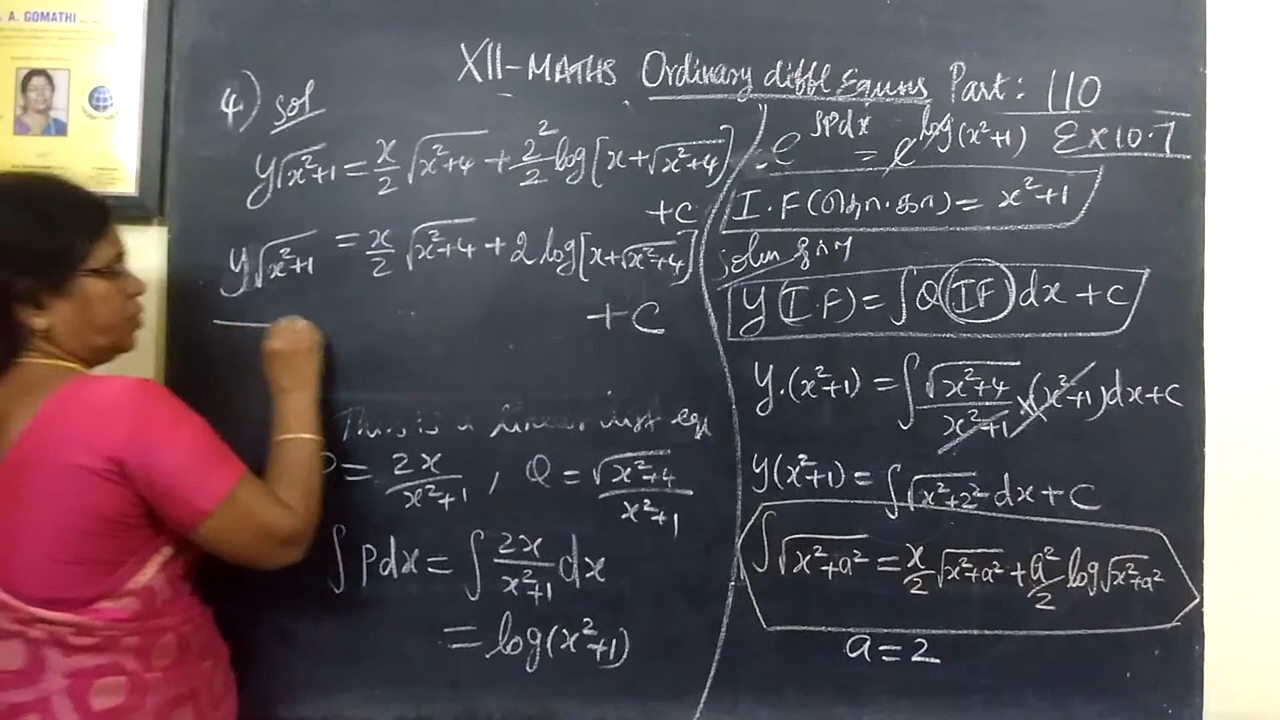 . A. GOMATHI
XII-MATHS Ordinary diffl Equns Part: 110
Ex 10.7
4) sol
y√x²+1 = x/2 √x²+4 + 2²/2 log[x+√x²+4]
+c
y√x²+1 = x/2 √x²+4 + 2 log[x+√x²+4]
+c
This is a linear
P = 2x/x²+1 , Q = √x²+4/x²+1
∫Pdx = ∫ 2x/x²+1 dx
= log(x²+1)
e^∫Pdx = e^log(x²+1)
I.F = x²+1
soln
y(I.F) = ∫Q(IF)dx + c
y.(x²+1) = ∫ √x²+4/x²+1 x(x²+1)dx+c
y(x²+1) = ∫√x²+2² dx + c
∫√x²+a² = x/2 √x²+a² + a²/2 log√x²+a²
a = 2